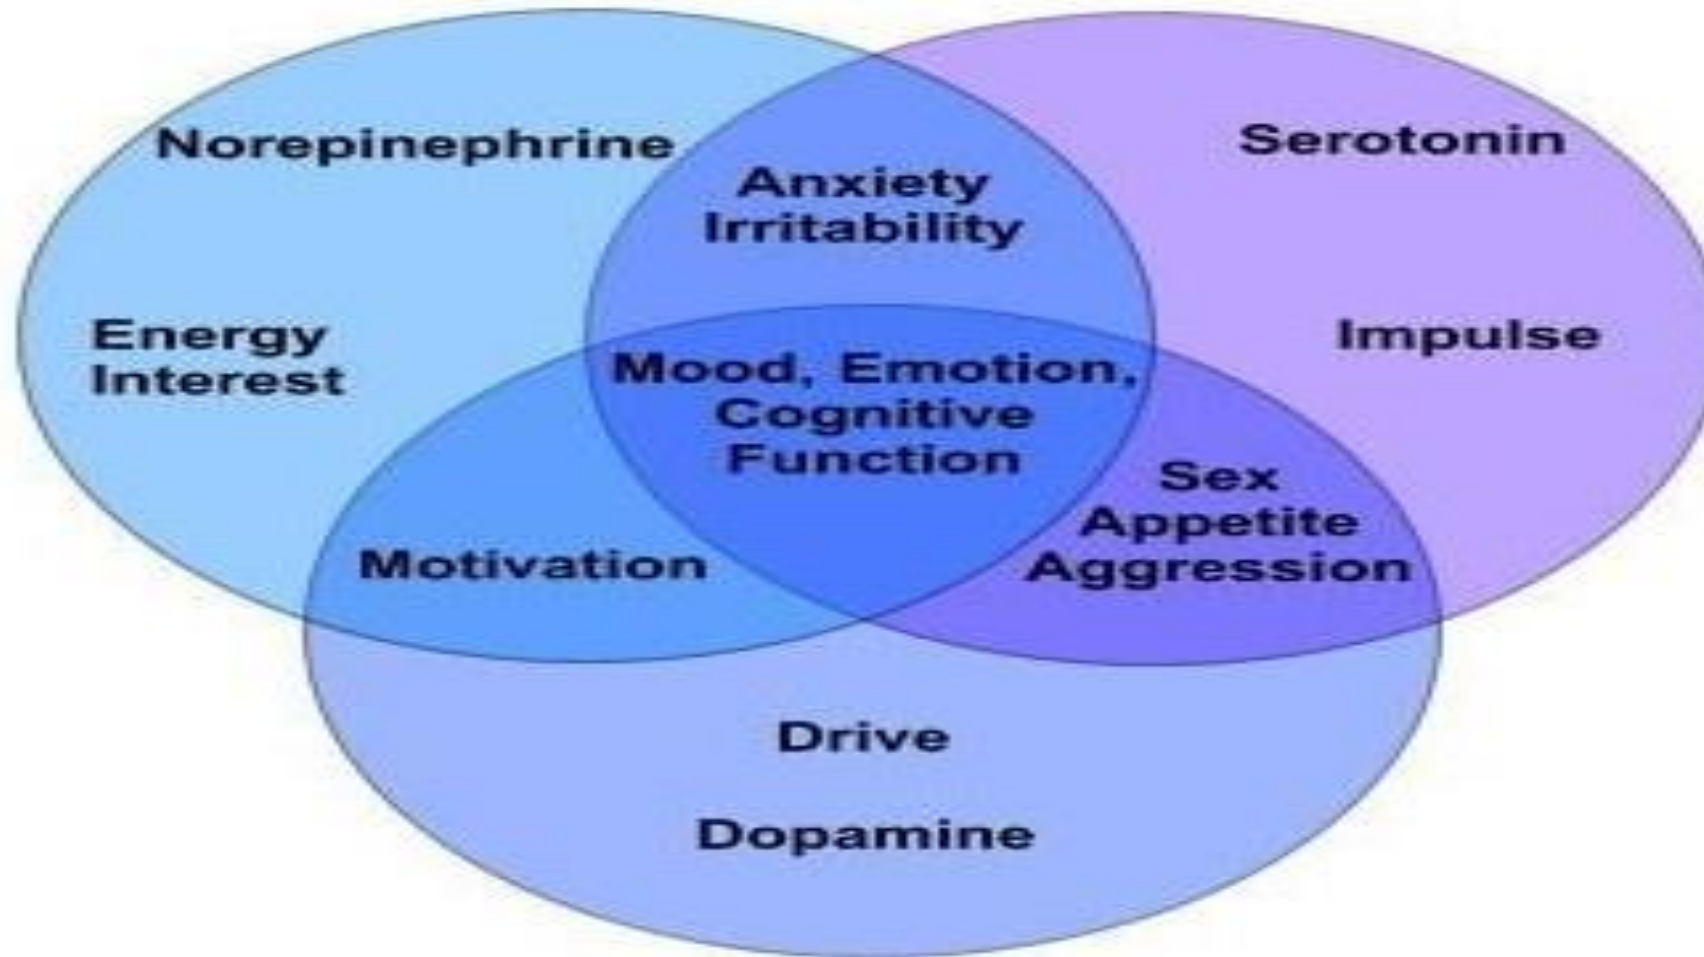 Norepinephrine
Serotonin
Anxiety
Irritability
Energy
Interest
Impulse
Mood, Emotion,
Cognitive
Function
Sex
Appetite
Aggression
Motivation
Drive
Dopamine